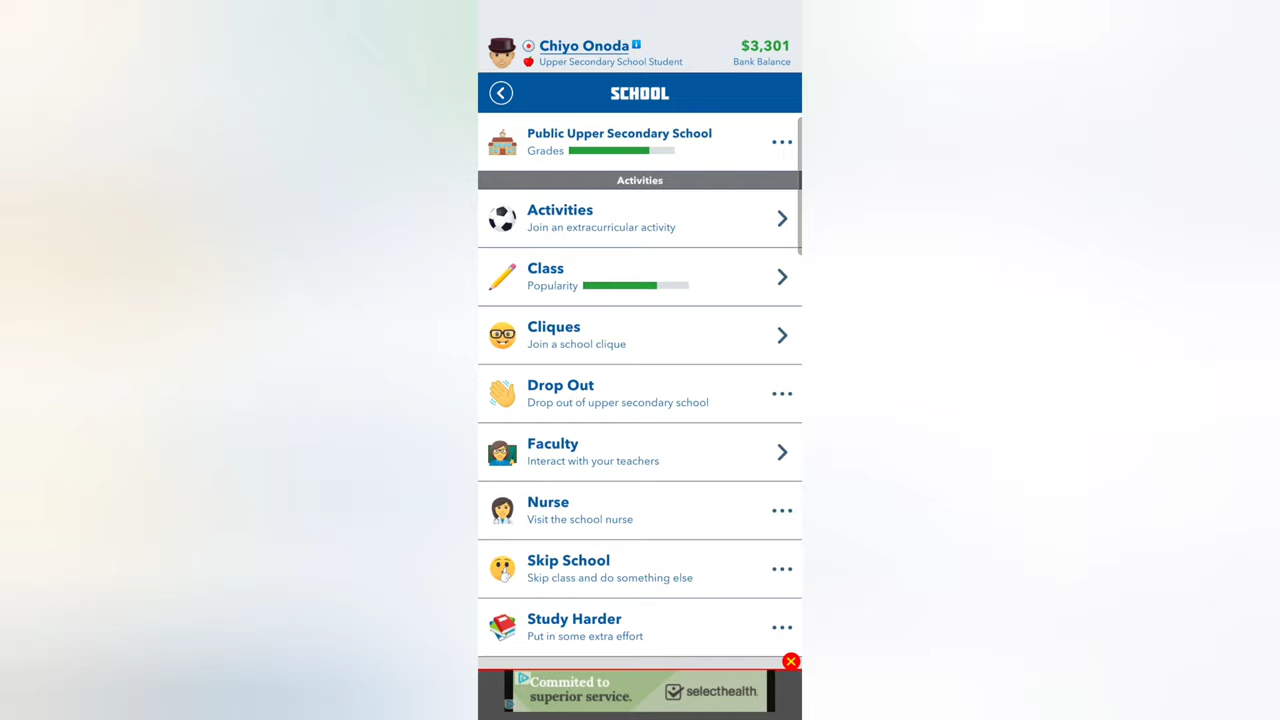 Chiyo Onoda
$3,301
Upper Secondary School Student
Bank Balance
SCHOOL
Public Upper Secondary School
Grades
Activities
Activities
Join an extracurricular activity
Class
Popularity
Cliques
Join a school clique
Drop Out
Drop out of upper secondary school
Faculty
Interact with your teachers
Nurse
Visit the school nurse
Skip School
Skip class and do something else
Study Harder
Put in some extra effort
Commited to
superior service.
selecthealth.